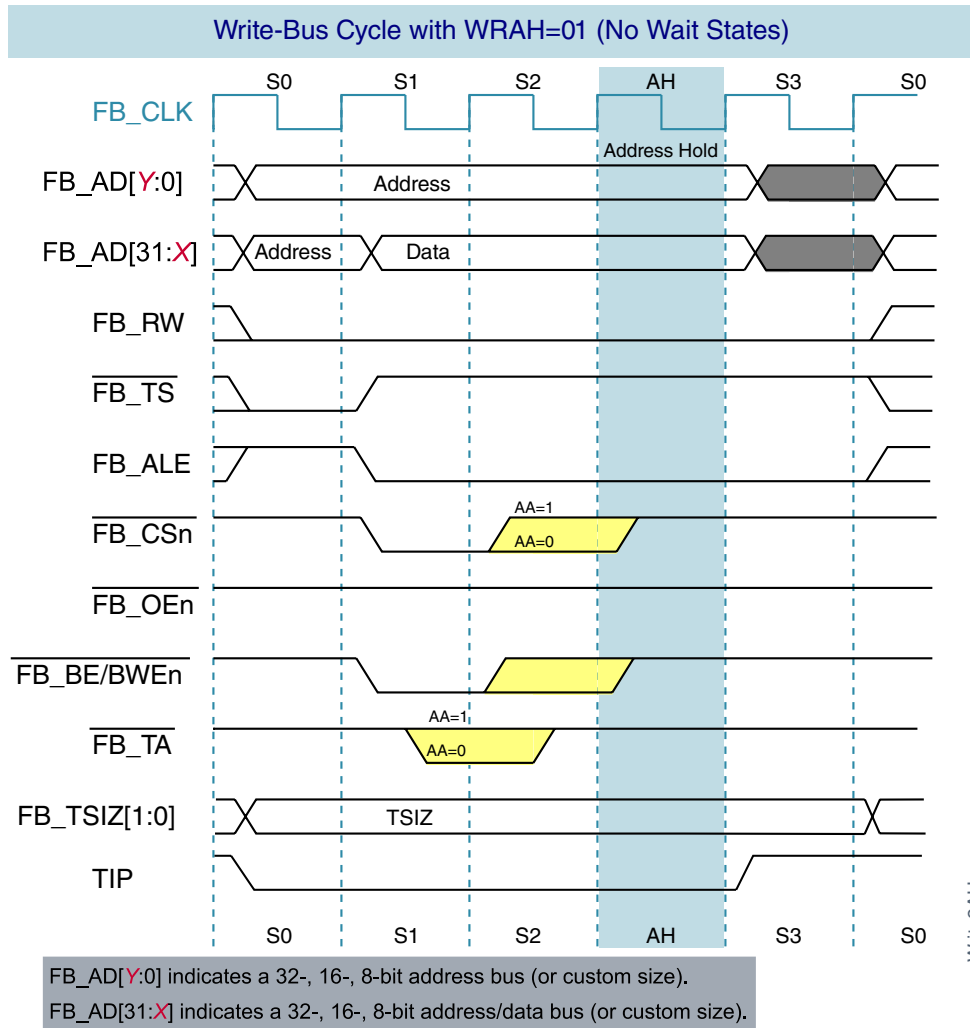 Write-Bus Cycle with WRAH=01 (No Wait States)
S0 S1 S2 AH S3 S0
FB_CLK
Address Hold
FB_AD[Y:0] Address
FB_AD[31:X] Address Data
FB_RW
FB_TS
FB_ALE
AA=1
FB_CSn
AA=0
FB_OEn
FB_BE/BWEn
AA=1
FB_TA
AA=0
FB_TSIZ[1:0] TSIZ
TIP
S0 S1 S2 AH S3 S0
FB_AD[Y:0] indicates a 32-, 16-, 8-bit address bus (or custom size).
FB_AD[31:X] indicates a 32-, 16-, 8-bit address/data bus (or custom size).